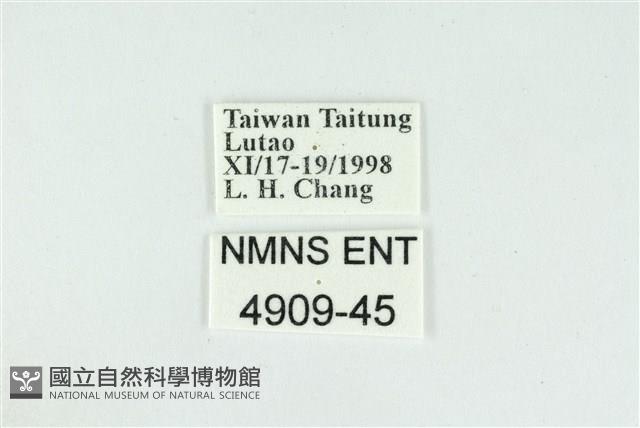 Taiwan Taitung
Lutao
XI/17-19/1998
L. H. Chang
NMNS ENT
4909-45
國立自然科學博物館
NATIONAL MUSEUM OF NATURAL SCIENCE